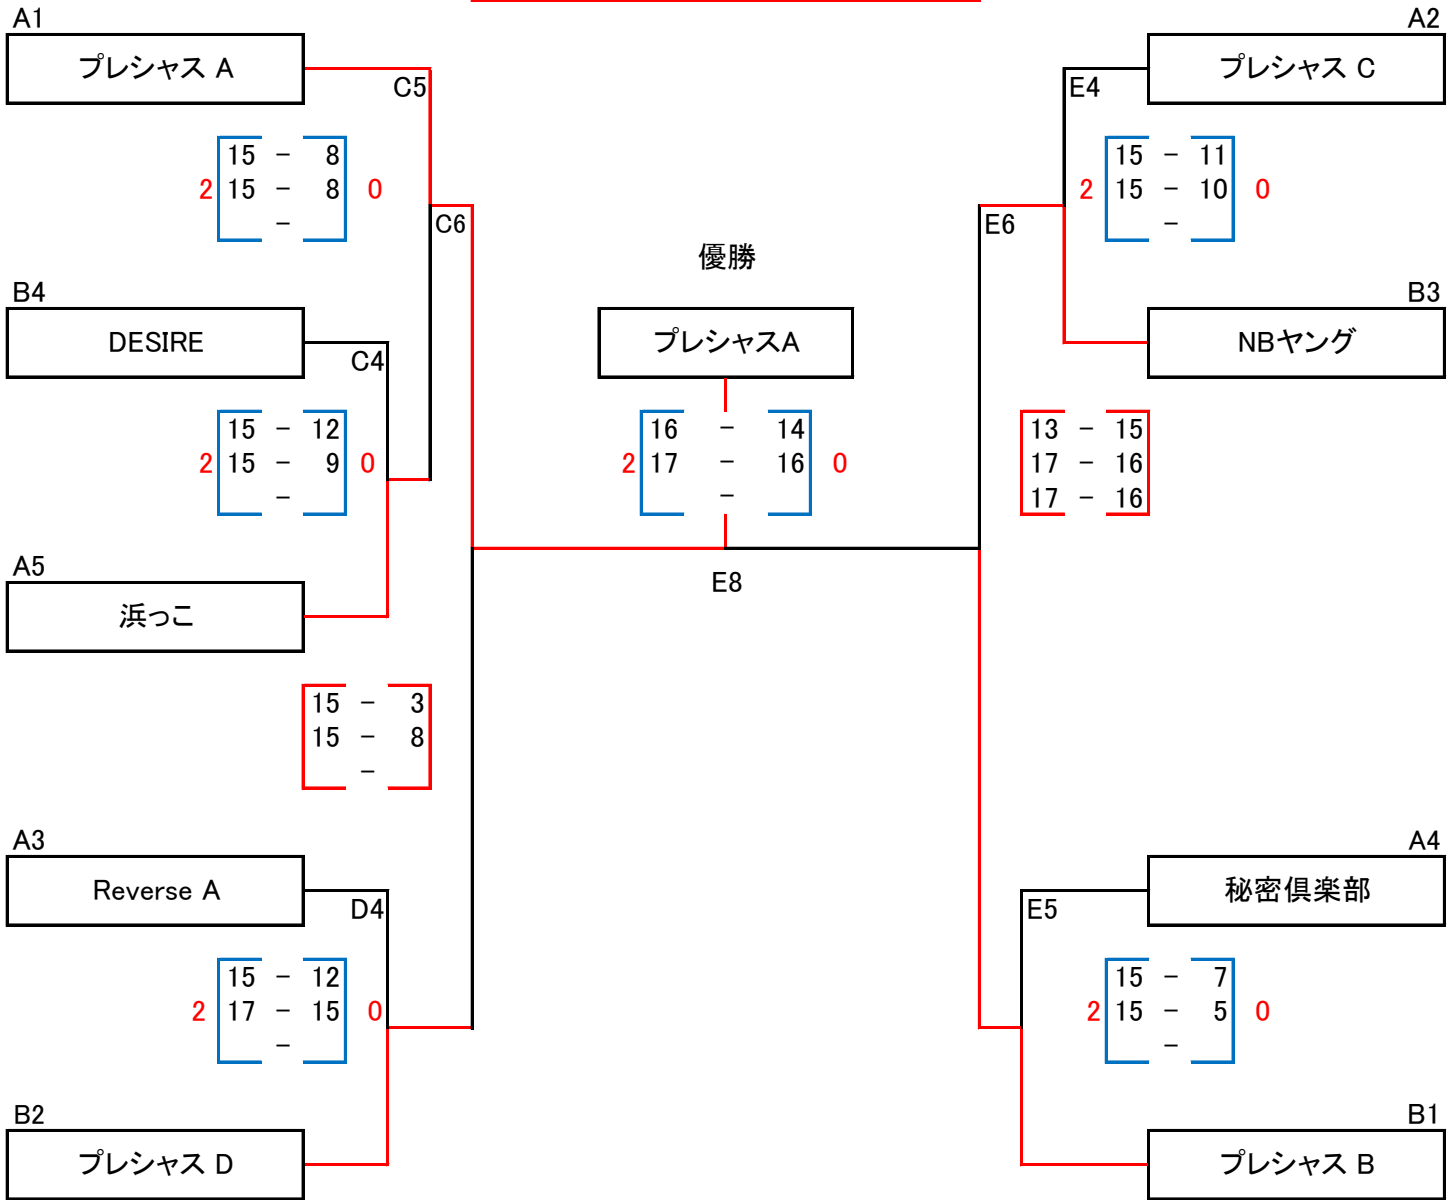 A1
A2
プレシャス A
プレシャス C
C5
E4
15 - 8
2 15 - 8 0
-
15 - 11
2 15 - 10 0
-
C6
E6
優勝
B4
B3
DESIRE
プレシャスA
NBヤング
C4
15 - 12
2 15 - 9 0
-
16 - 14
2 17 - 16 0
-
13 - 15
17 - 16
17 - 16
A5
E8
浜っこ
15 - 3
15 - 8
-
A3
A4
Reverse A
秘密倶楽部
D4
E5
15 - 12
2 17 - 15 0
-
15 - 7
2 15 - 5 0
-
B2
B1
プレシャス D
プレシャス B